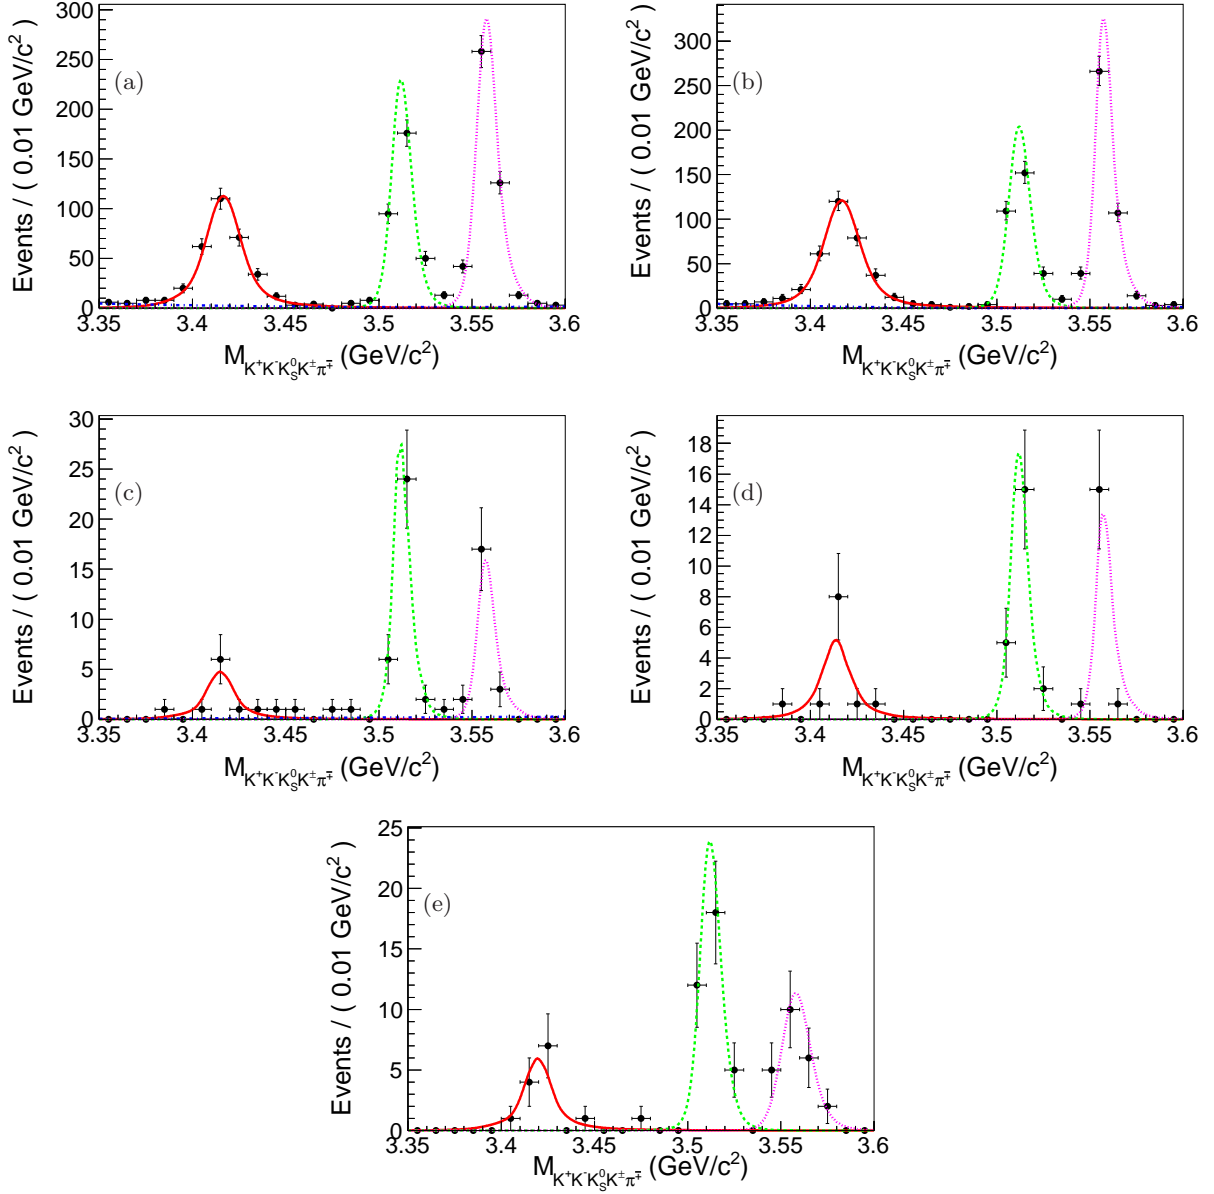 300
250
200
150
100
50
0
Events / ( 0.01 GeV/c² )
(a)
3.35 3.4 3.45 3.5 3.55 3.6
M_{K⁺K⁻K_S⁰K^±π^∓} (GeV/c²)
300
250
200
150
100
50
0
Events / ( 0.01 GeV/c² )
(b)
3.35 3.4 3.45 3.5 3.55 3.6
M_{K⁺K⁻K_S⁰K^±π^∓} (GeV/c²)
30
25
20
15
10
5
0
Events / ( 0.01 GeV/c² )
(c)
3.35 3.4 3.45 3.5 3.55 3.6
M_{K⁺K⁻K_S⁰K^±π^∓} (GeV/c²)
18
16
14
12
10
8
6
4
2
0
Events / ( 0.01 GeV/c² )
(d)
3.35 3.4 3.45 3.5 3.55 3.6
M_{K⁺K⁻K_S⁰K^±π^∓} (GeV/c²)
25
20
15
10
5
0
Events / ( 0.01 GeV/c² )
(e)
3.35 3.4 3.45 3.5 3.55 3.6
M_{K⁺K⁻K_S⁰K^±π^∓} (GeV/c²)